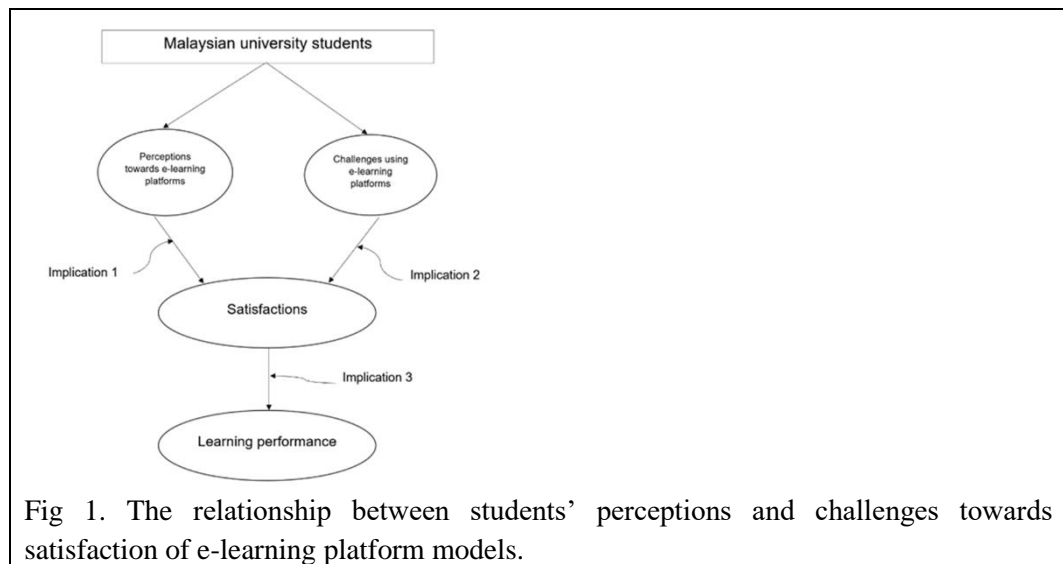 Malaysian university students
Perceptions
towards e-learning
platforms
Challenges using
e-learning
platforms
Implication 1
Implication 2
Satisfactions
Implication 3
Learning performance
Fig 1. The relationship between students’ perceptions and challenges towards
satisfaction of e-learning platform models.